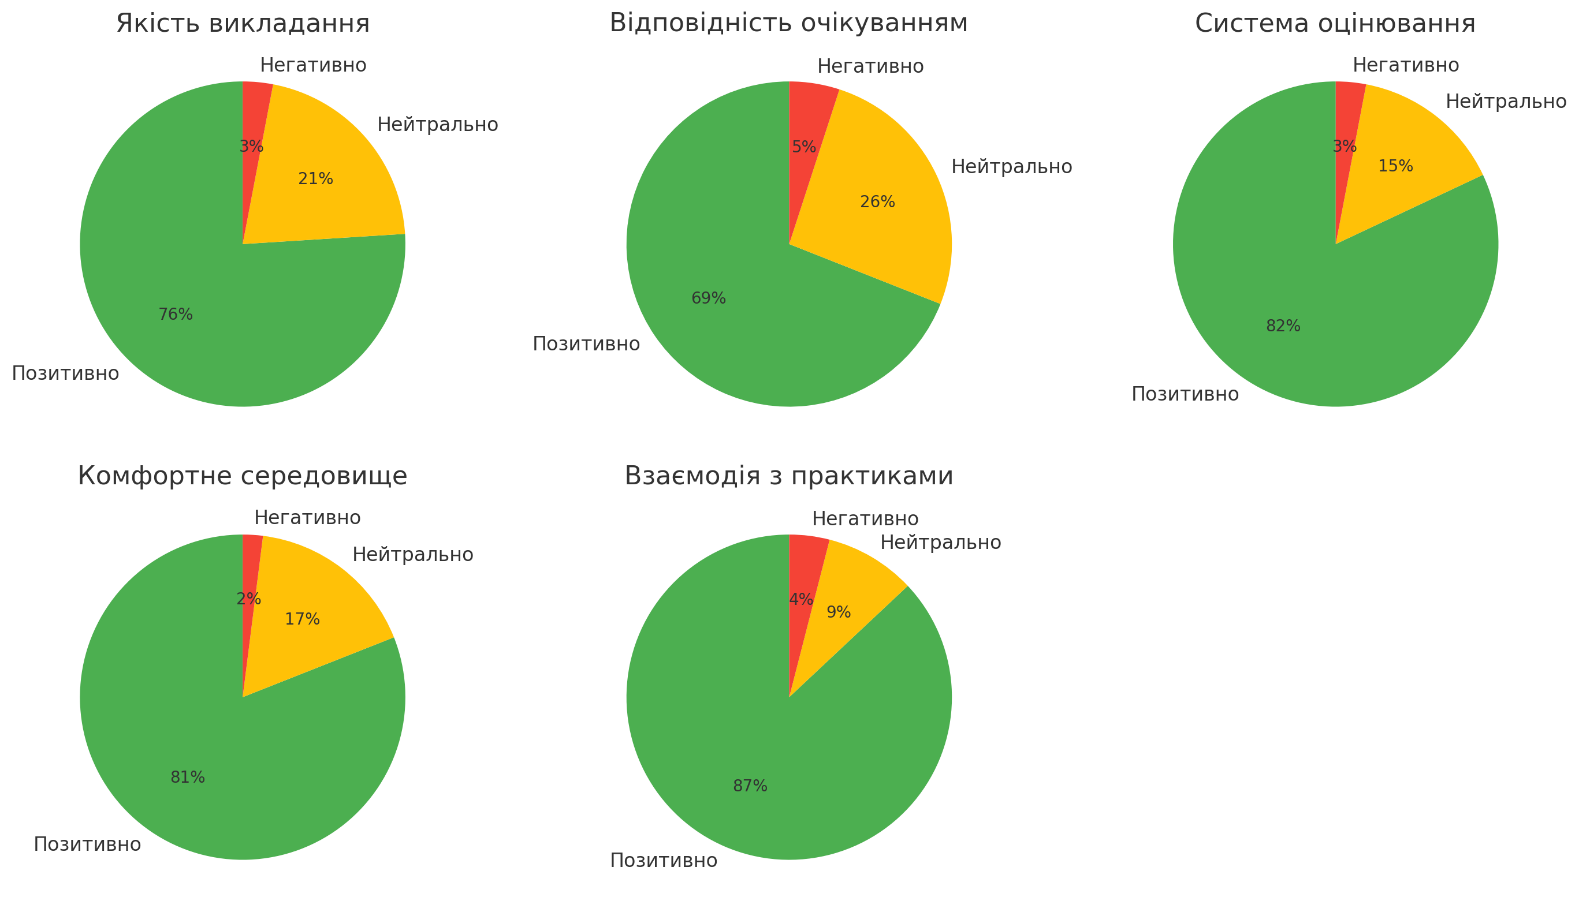 Якість викладання
Негативно
Нейтрально
3%
21%
76%
Позитивно
Відповідність очікуванням
Негативно
Нейтрально
5%
26%
69%
Позитивно
Система оцінювання
Негативно
Нейтрально
3%
15%
82%
Позитивно
Комфортне середовище
Негативно
Нейтрально
2%
17%
81%
Позитивно
Взаємодія з практиками
Негативно
Нейтрально
4%
9%
87%
Позитивно